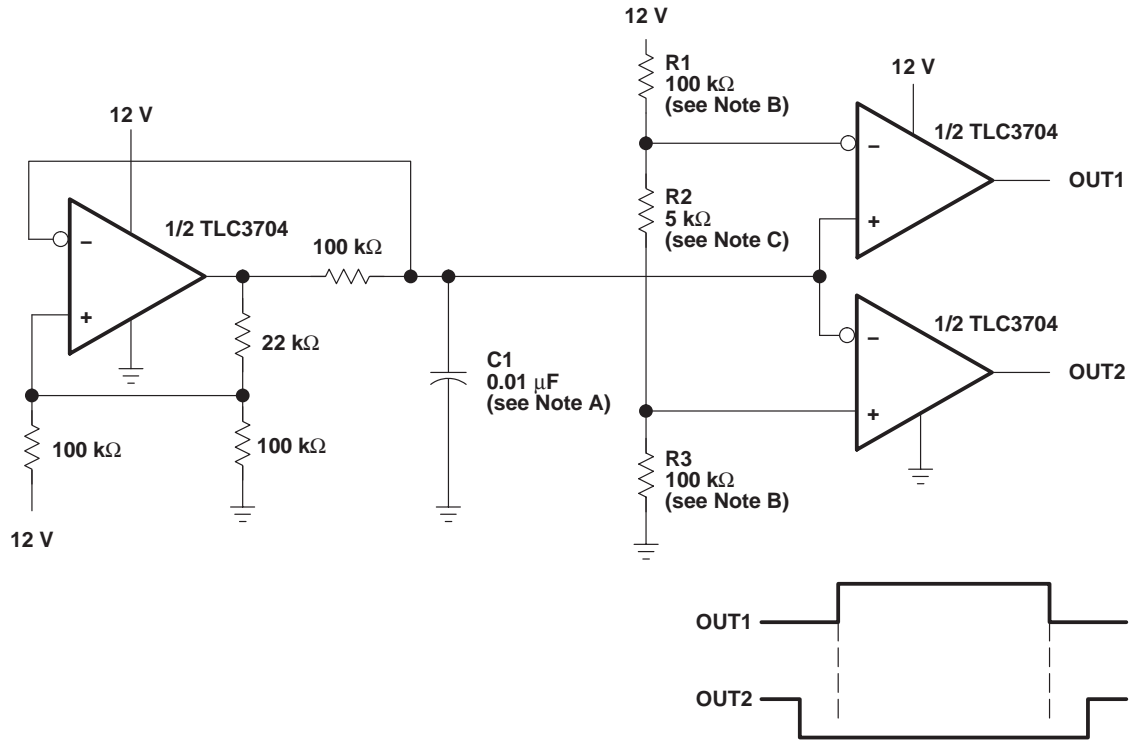 12 V
R1
100 kΩ
(see Note B)
12 V
1/2 TLC3704
−
+
OUT1
12 V
1/2 TLC3704
−
+
100 kΩ
22 kΩ
100 kΩ
100 kΩ
12 V
C1
0.01 µF
(see Note A)
R2
5 kΩ
(see Note C)
1/2 TLC3704
−
+
OUT2
R3
100 kΩ
(see Note B)
OUT1
OUT2